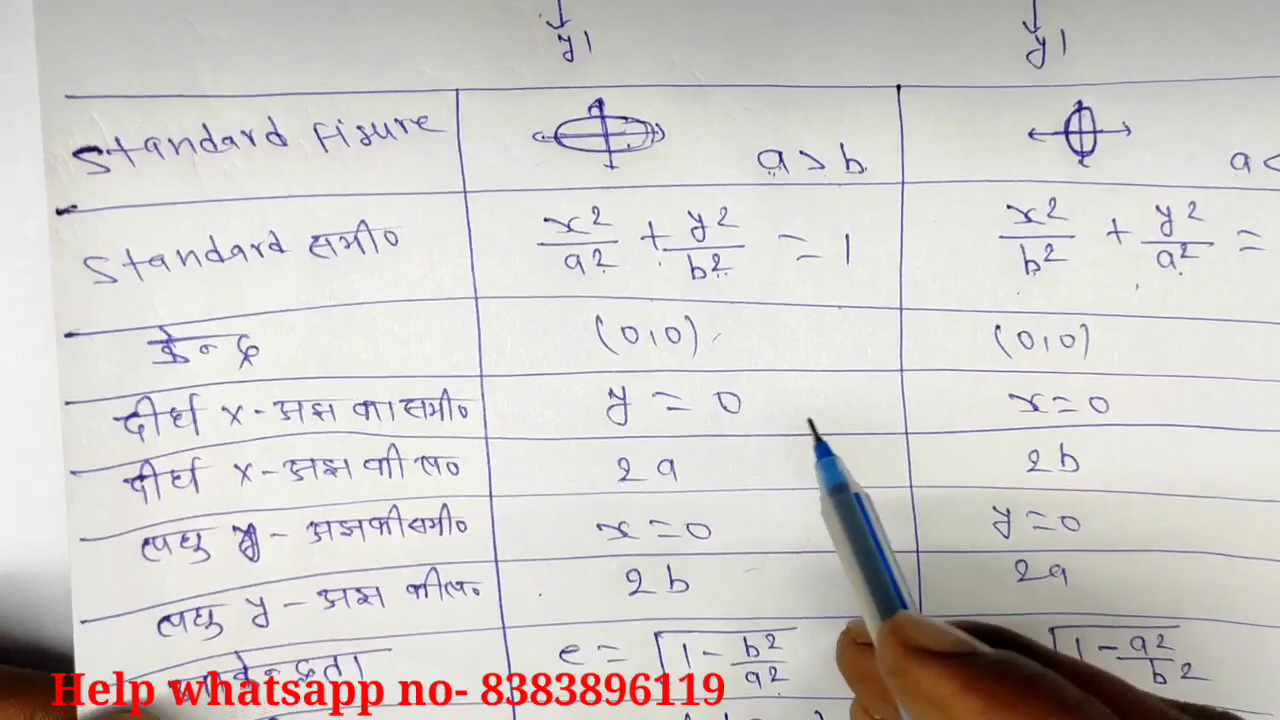 y1 y1
Standard Figure a > b a <
Standard समी० x²/a² + y²/b² = 1 x²/b² + y²/a² =
केन्द्र (0,0) (0,0)
दीर्घ x-अक्ष का समी० y = 0 x=0
दीर्घ x-अक्ष की ल० 2a 2b
लघु y-अक्ष की समी० x=0 y=0
लघु y-अक्ष की ल० 2b 2a
e = √1-b²/a² √1-a²/b²
Help whatsapp no- 8383896119